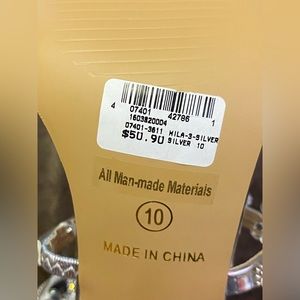 4 07401 42786 1
1603820004
07401-3611 MILA-3-SILVER
$50.90 SILVER 10
All Man-made Materials
10
MADE IN CHINA